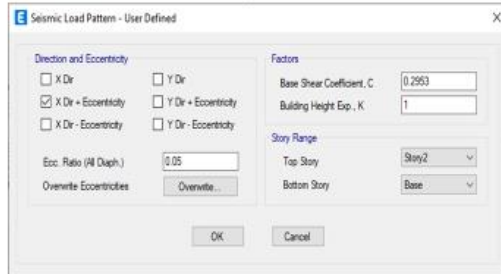 E Seismic Load Pattern - User Defined X
Direction and Eccentricity
X Dir Y Dir
X Dir + Eccentricity Y Dir + Eccentricity
X Dir - Eccentricity Y Dir - Eccentricity
Ecc. Ratio (All Diaph.) 0.05
Overwrite Eccentricities Overwrite...
Factors
Base Shear Coefficient, C 0.2953
Building Height Exp., K 1
Story Range
Top Story Story2
Bottom Story Base
OK Cancel